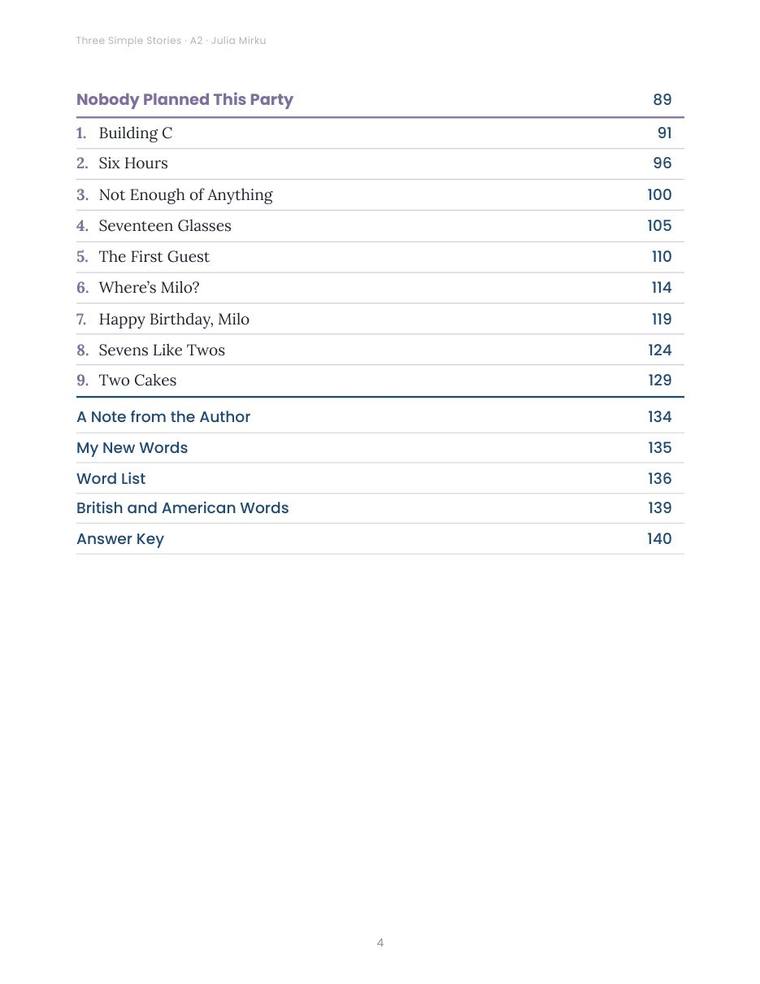 Three Simple Stories · A2 · Julia Mirku
Nobody Planned This Party 89
1. Building C 91
2. Six Hours 96
3. Not Enough of Anything 100
4. Seventeen Glasses 105
5. The First Guest 110
6. Where’s Milo? 114
7. Happy Birthday, Milo 119
8. Sevens Like Twos 124
9. Two Cakes 129
A Note from the Author 134
My New Words 135
Word List 136
British and American Words 139
Answer Key 140
4